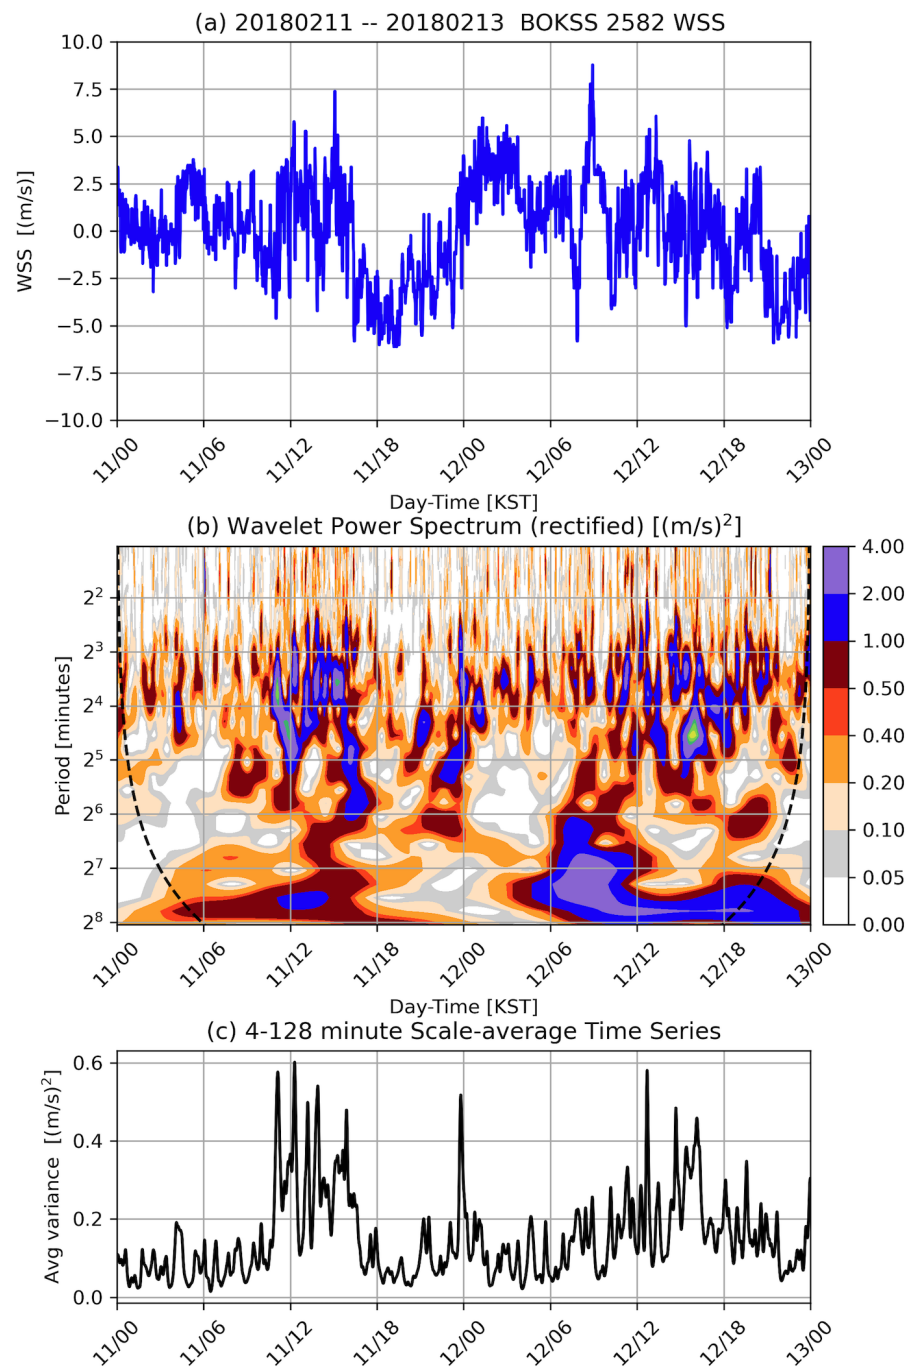 (a) 20180211 -- 20180213  BOKSS 2582 WSS
10.0
7.5
5.0
2.5
0.0
−2.5
−5.0
−7.5
−10.0
WSS  [(m/s)]
11/00 11/06 11/12 11/18 12/00 12/06 12/12 12/18 13/00
Day-Time [KST]
(b) Wavelet Power Spectrum (rectified) [(m/s)²]
2²
2³
2⁴
2⁵
2⁶
2⁷
2⁸
Period [minutes]
4.00
2.00
1.00
0.50
0.40
0.20
0.10
0.05
0.00
11/00 11/06 11/12 11/18 12/00 12/06 12/12 12/18 13/00
Day-Time [KST]
(c) 4-128 minute Scale-average Time Series
0.6
0.4
0.2
0.0
Avg variance  [(m/s)²]
11/00 11/06 11/12 11/18 12/00 12/06 12/12 12/18 13/00